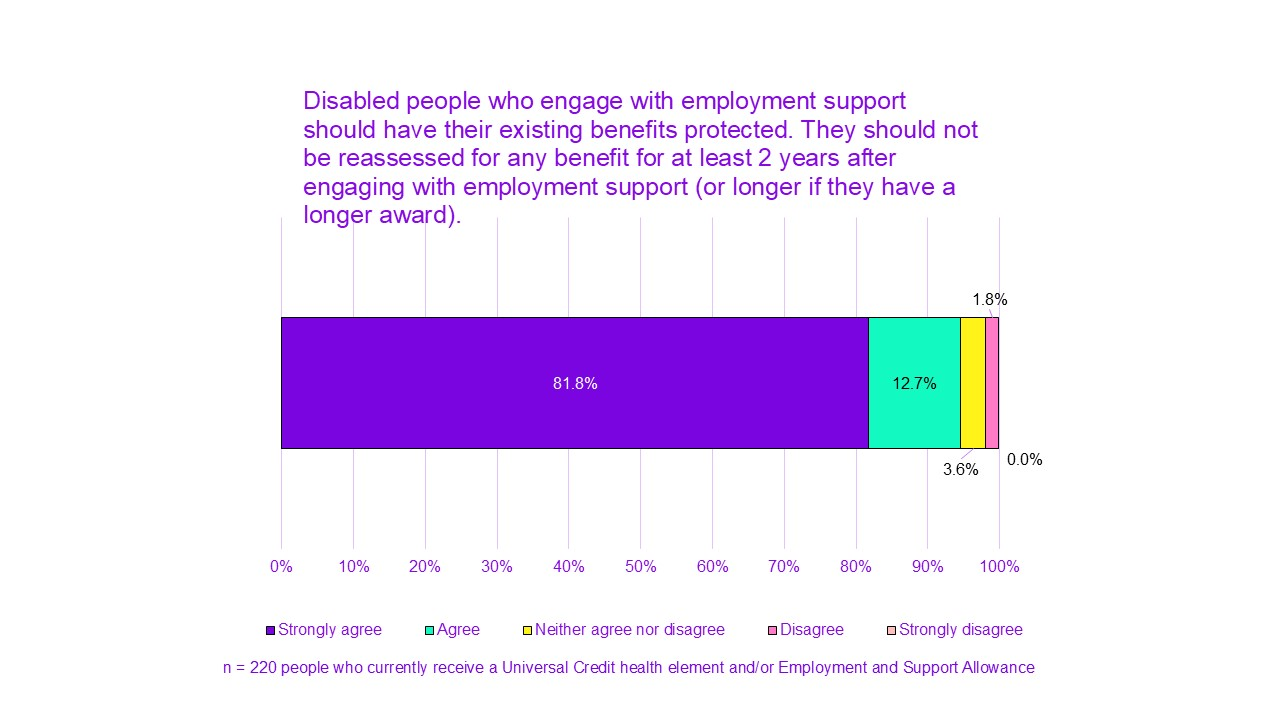 Disabled people who engage with employment support
should have their existing benefits protected. They should not
be reassessed for any benefit for at least 2 years after
engaging with employment support (or longer if they have a
longer award).
1.8%
81.8%
12.7%
3.6%
0.0%
0%
10%
20%
30%
40%
50%
60%
70%
80%
90%
100%
Strongly agree
Agree
Neither agree nor disagree
Disagree
Strongly disagree
n = 220 people who currently receive a Universal Credit health element and/or Employment and Support Allowance